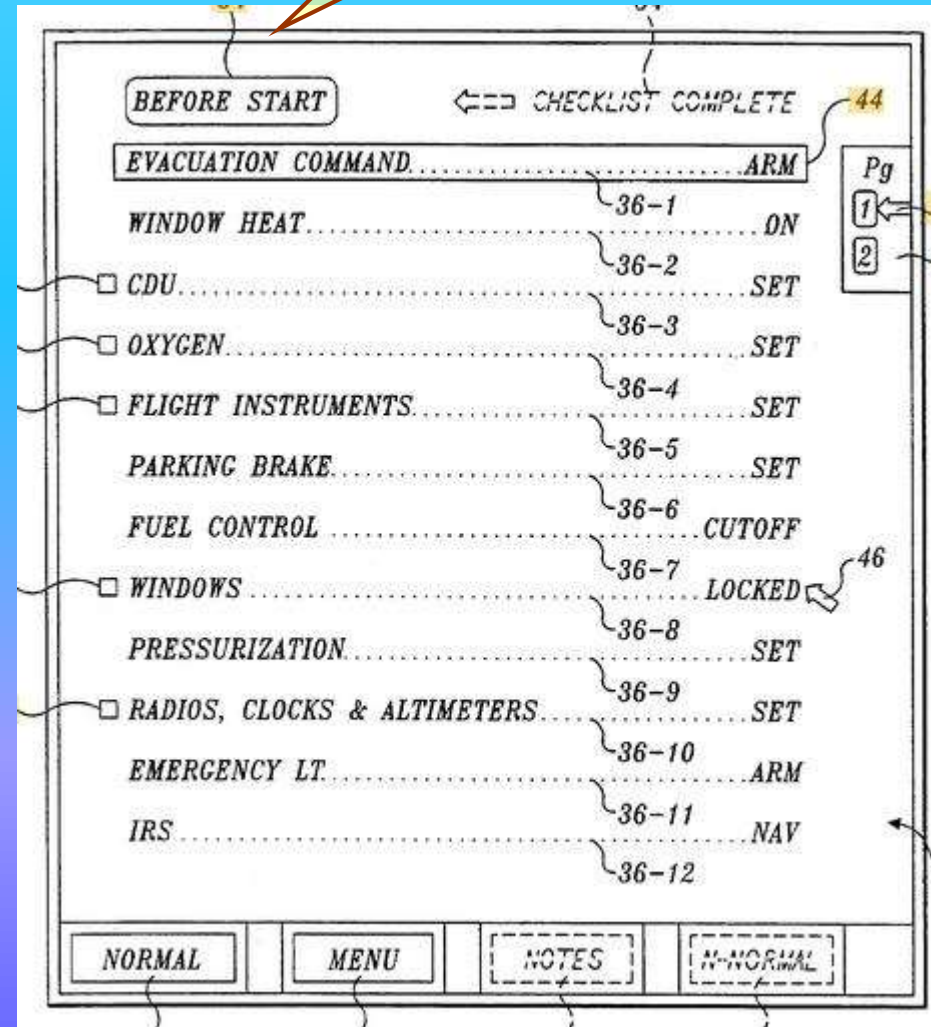 BEFORE START ⇐ CHECKLIST COMPLETE 44
EVACUATION COMMAND.....ARM
Pg
36-1
1
WINDOW HEAT.....ON
36-2
2
□ CDU.....SET
36-3
□ OXYGEN.....SET
36-4
□ FLIGHT INSTRUMENTS.....SET
36-5
PARKING BRAKE.....SET
36-6
FUEL CONTROL.....CUTOFF
36-7
46
□ WINDOWS.....LOCKED
36-8
PRESSURIZATION.....SET
36-9
□ RADIOS, CLOCKS & ALTIMETERS.....SET
36-10
EMERGENCY LT.....ARM
36-11
IRS.....NAV
36-12
NORMAL MENU NOTES N-NORMAL